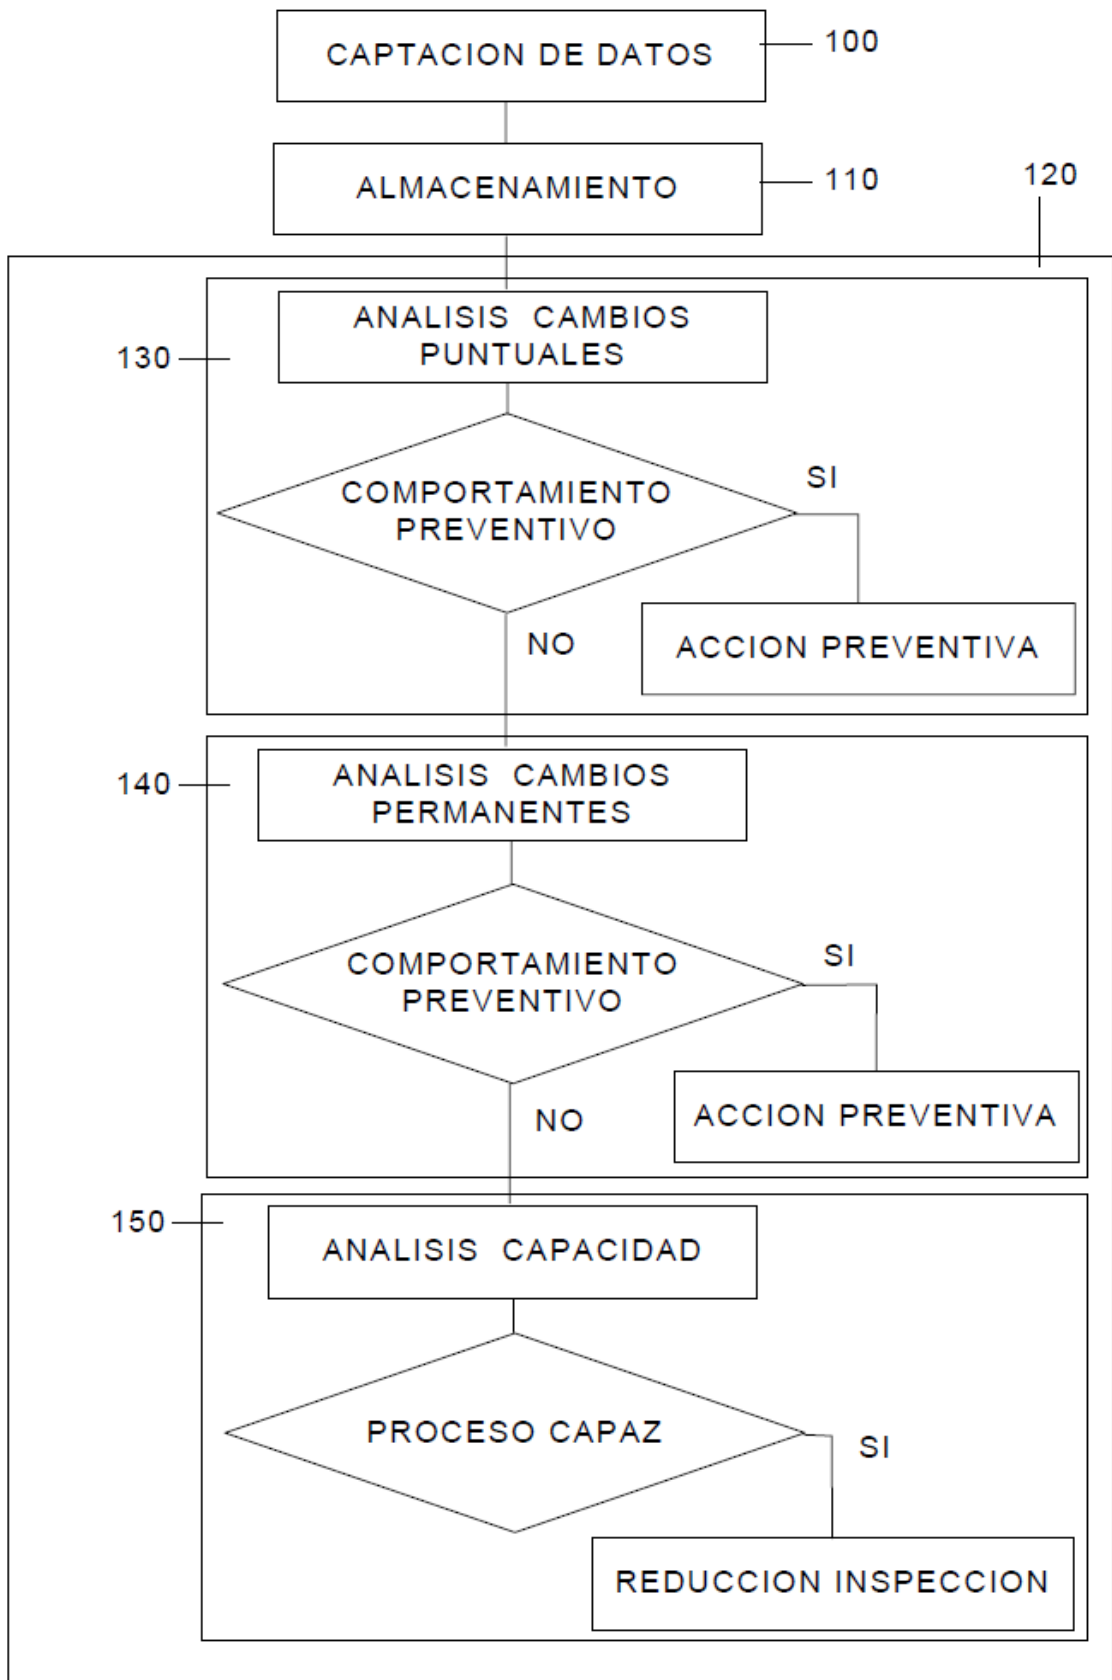 CAPTACION DE DATOS
100
ALMACENAMIENTO
110
120
ANALISIS CAMBIOS
PUNTUALES
130
COMPORTAMIENTO
PREVENTIVO
SI
NO
ACCION PREVENTIVA
ANALISIS CAMBIOS
PERMANENTES
140
COMPORTAMIENTO
PREVENTIVO
SI
NO
ACCION PREVENTIVA
150
ANALISIS CAPACIDAD
PROCESO CAPAZ
SI
REDUCCION INSPECCION